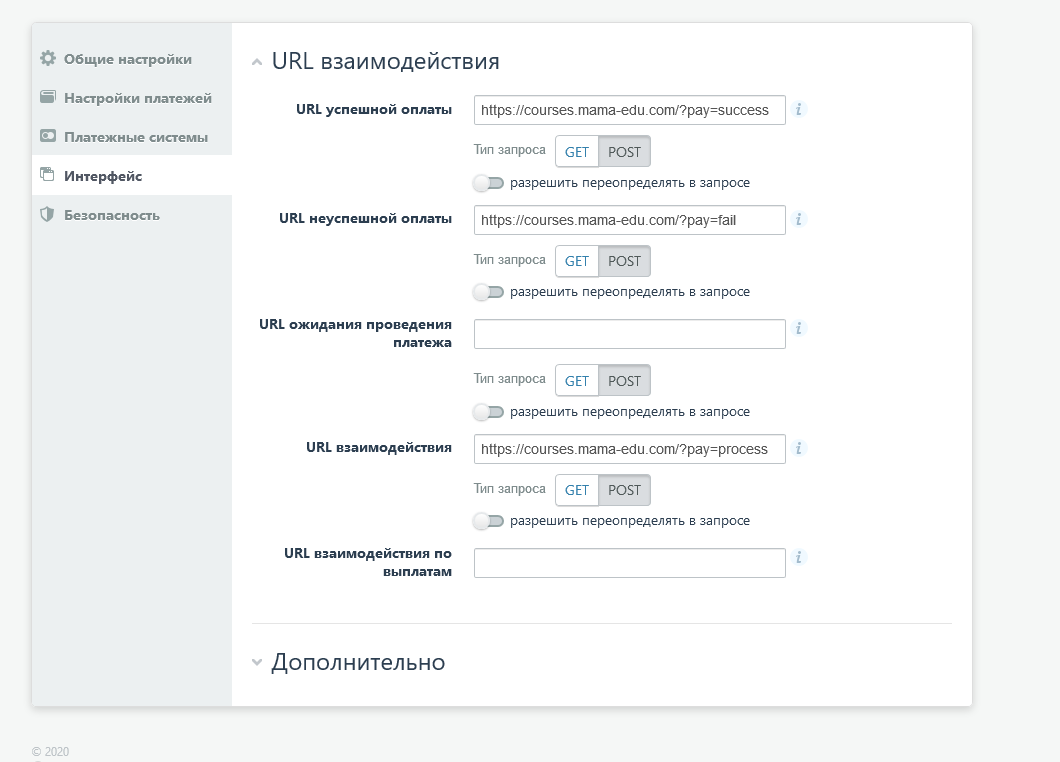 Общие настройки
Настройки платежей
Платежные системы
Интерфейс
Безопасность
URL взаимодействия
URL успешной оплаты https://courses.mama-edu.com/?pay=success i
Тип запроса GET POST
разрешить переопределять в запросе
URL неуспешной оплаты https://courses.mama-edu.com/?pay=fail i
Тип запроса GET POST
разрешить переопределять в запросе
URL ожидания проведения
платежа i
Тип запроса GET POST
разрешить переопределять в запросе
URL взаимодействия https://courses.mama-edu.com/?pay=process i
Тип запроса GET POST
разрешить переопределять в запросе
URL взаимодействия по
выплатам i
Дополнительно
© 2020